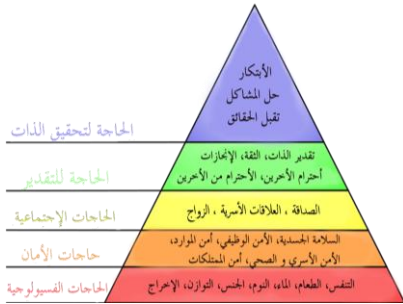 الأبتكار
حل المشاكل
تقبل الحقائق
الحاجة لتحقيق الذات
تقدير الذات، الثقة، الإنجازات
أحترام الأخرين، الأحترام من الأخرين
الحاجة للتقدير
الصداقة ، العلاقات الأسرية ، الزواج
الحاجات الإجتماعية
السلامة الجسدية، الأمن الوظيفي، أمن الموارد،
الأمن الأسري و الصحي، أمن الممتلكات
حاجات الأمان
التنفس، الطعام، الماء، النوم، الجنس، التوازن، الإخراج
الحاجات الفسيولوجية